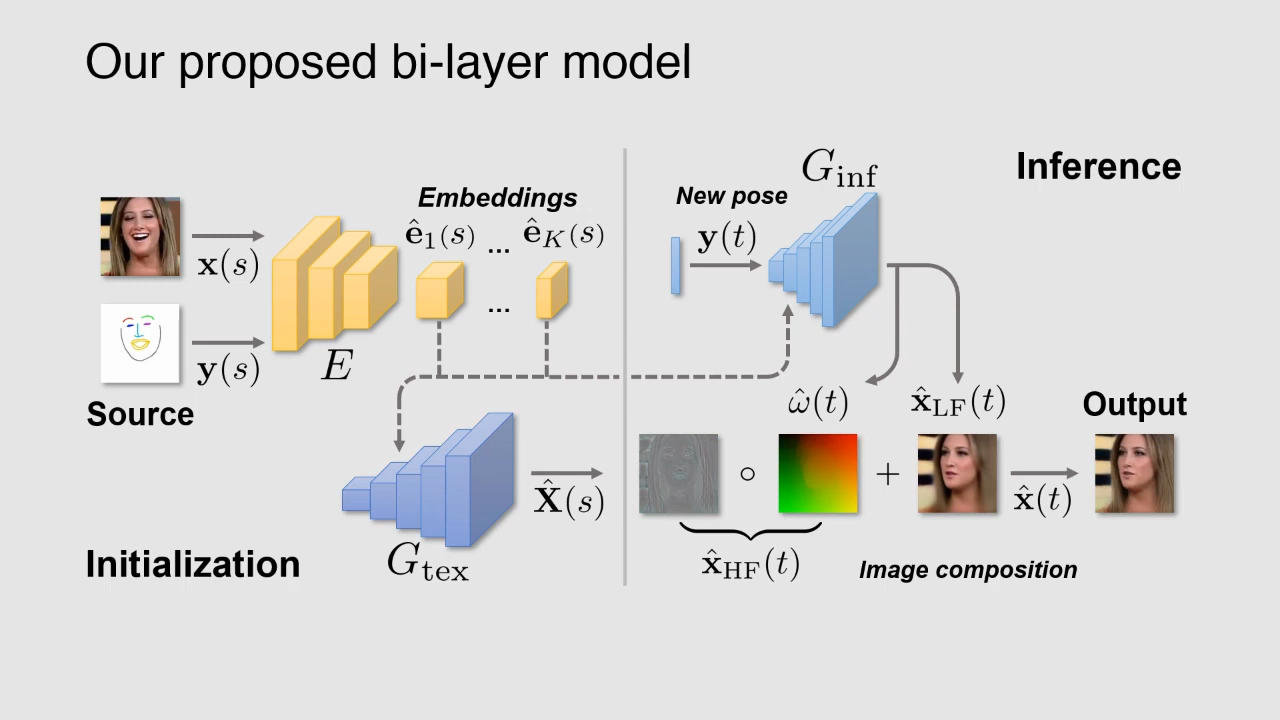 Our proposed bi-layer model
Embeddings
ê₁(s) ... ê_K(s)
x(s)
y(s)
E
...
Source
X̂(s)
G_tex
Initialization
Inference
G_inf
New pose
y(t)
ω̂(t)
x̂_LF(t)
Output
∘
+
x̂(t)
x̂_HF(t)
Image composition